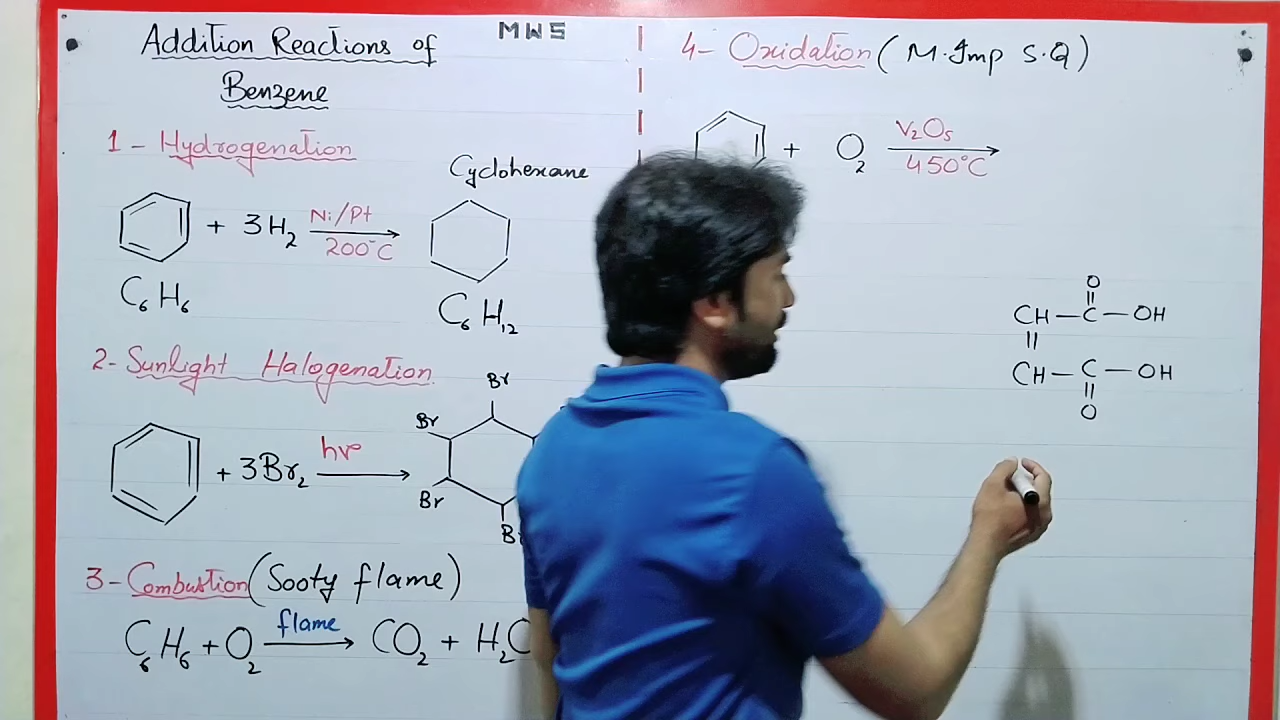 Addition Reactions of
Benzene
MWS
1- Hydrogenation
Cyclohexane
+ 3H₂ Ni/Pt
200°C
C₆H₆
C₆H₁₂
2- Sunlight Halogenation
Br
Br
+ 3Br₂ hν
Br
Br
3- Combustion (Sooty flame)
C₆H₆ + O₂ flame CO₂ + H₂
4- Oxidation (M.Imp S.Q)
+ O₂ V₂O₅
450°C
O
||
CH — C — OH
||
CH — C — OH
||
O